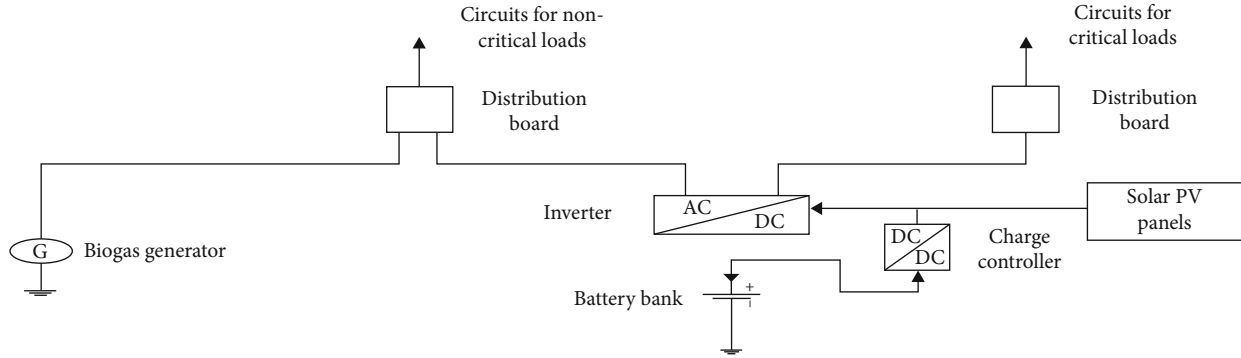 Circuits for non-
critical loads
Circuits for
critical loads
Distribution
board
Distribution
board
Inverter
AC
DC
Solar PV
panels
G
Biogas generator
DC
DC
Charge
controller
Battery bank
+
–